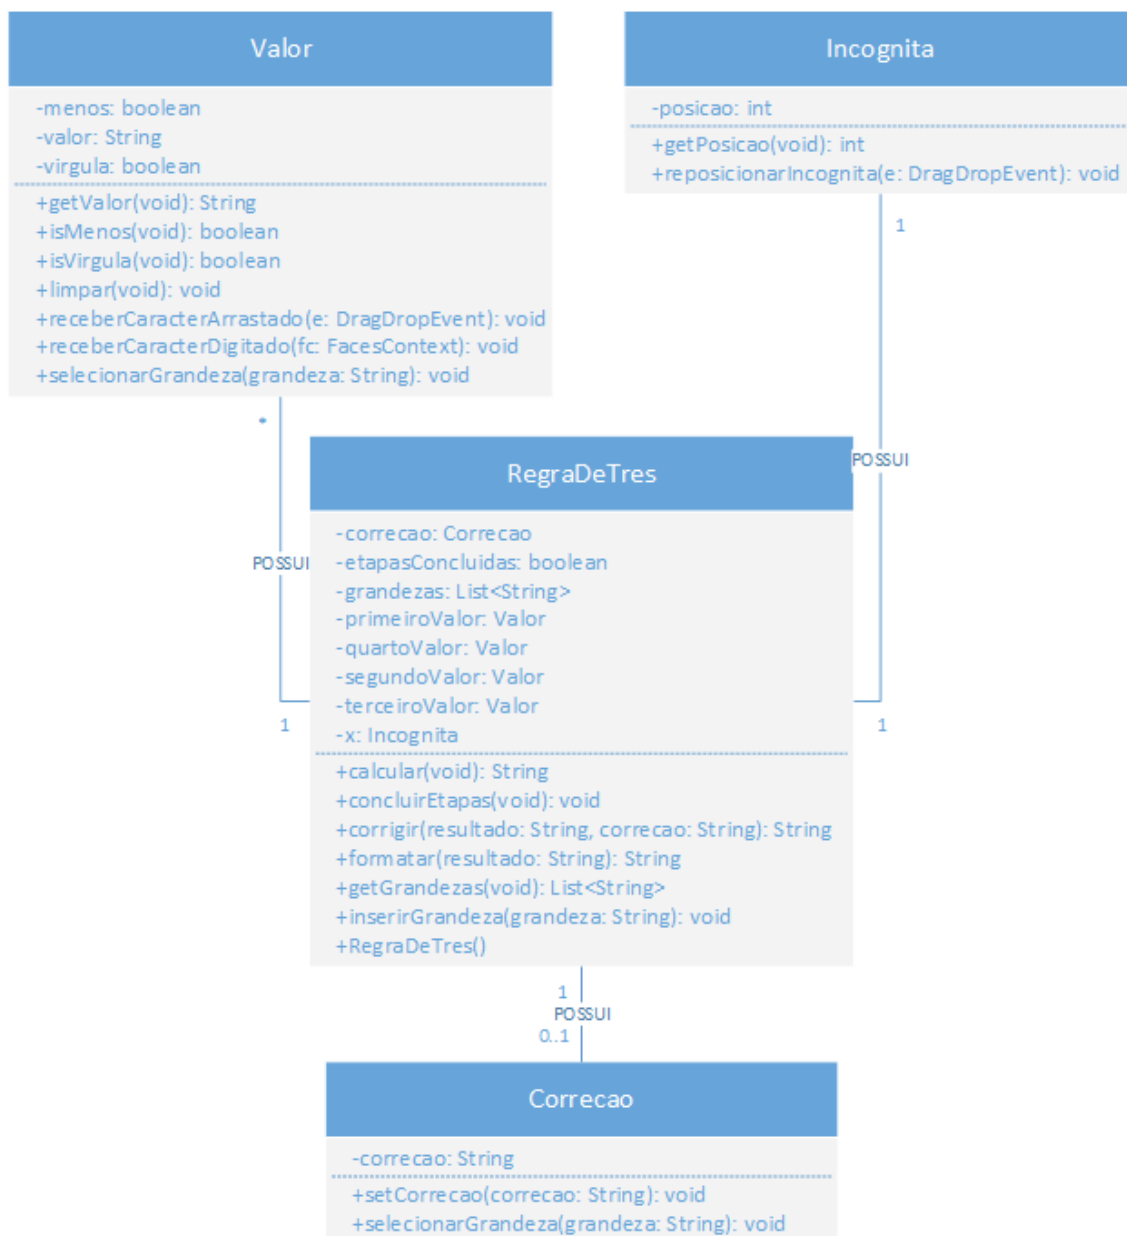 Valor
-menos: boolean
-valor: String
-virgula: boolean
+getValor(void): String
+isMenos(void): boolean
+isVirgula(void): boolean
+limpar(void): void
+receberCaracterArrastado(e: DragDropEvent): void
+receberCaracterDigitado(fc: FacesContext): void
+selecionarGrandeza(grandeza: String): void
Incognita
-posicao: int
+getPosicao(void): int
+reposicionarIncognita(e: DragDropEvent): void
1
*
POSSUI
POSSUI
1
1
RegraDeTres
-correcao: Correcao
-etapasConcluidas: boolean
-grandezas: List<String>
-primeiroValor: Valor
-quartoValor: Valor
-segundoValor: Valor
-terceiroValor: Valor
-x: Incognita
+calcular(void): String
+concluirEtapas(void): void
+corrigir(resultado: String, correcao: String): String
+formatar(resultado: String): String
+getGrandezas(void): List<String>
+inserirGrandeza(grandeza: String): void
+RegraDeTres()
1
POSSUI
0..1
Correcao
-correcao: String
+setCorrecao(correcao: String): void
+selecionarGrandeza(grandeza: String): void